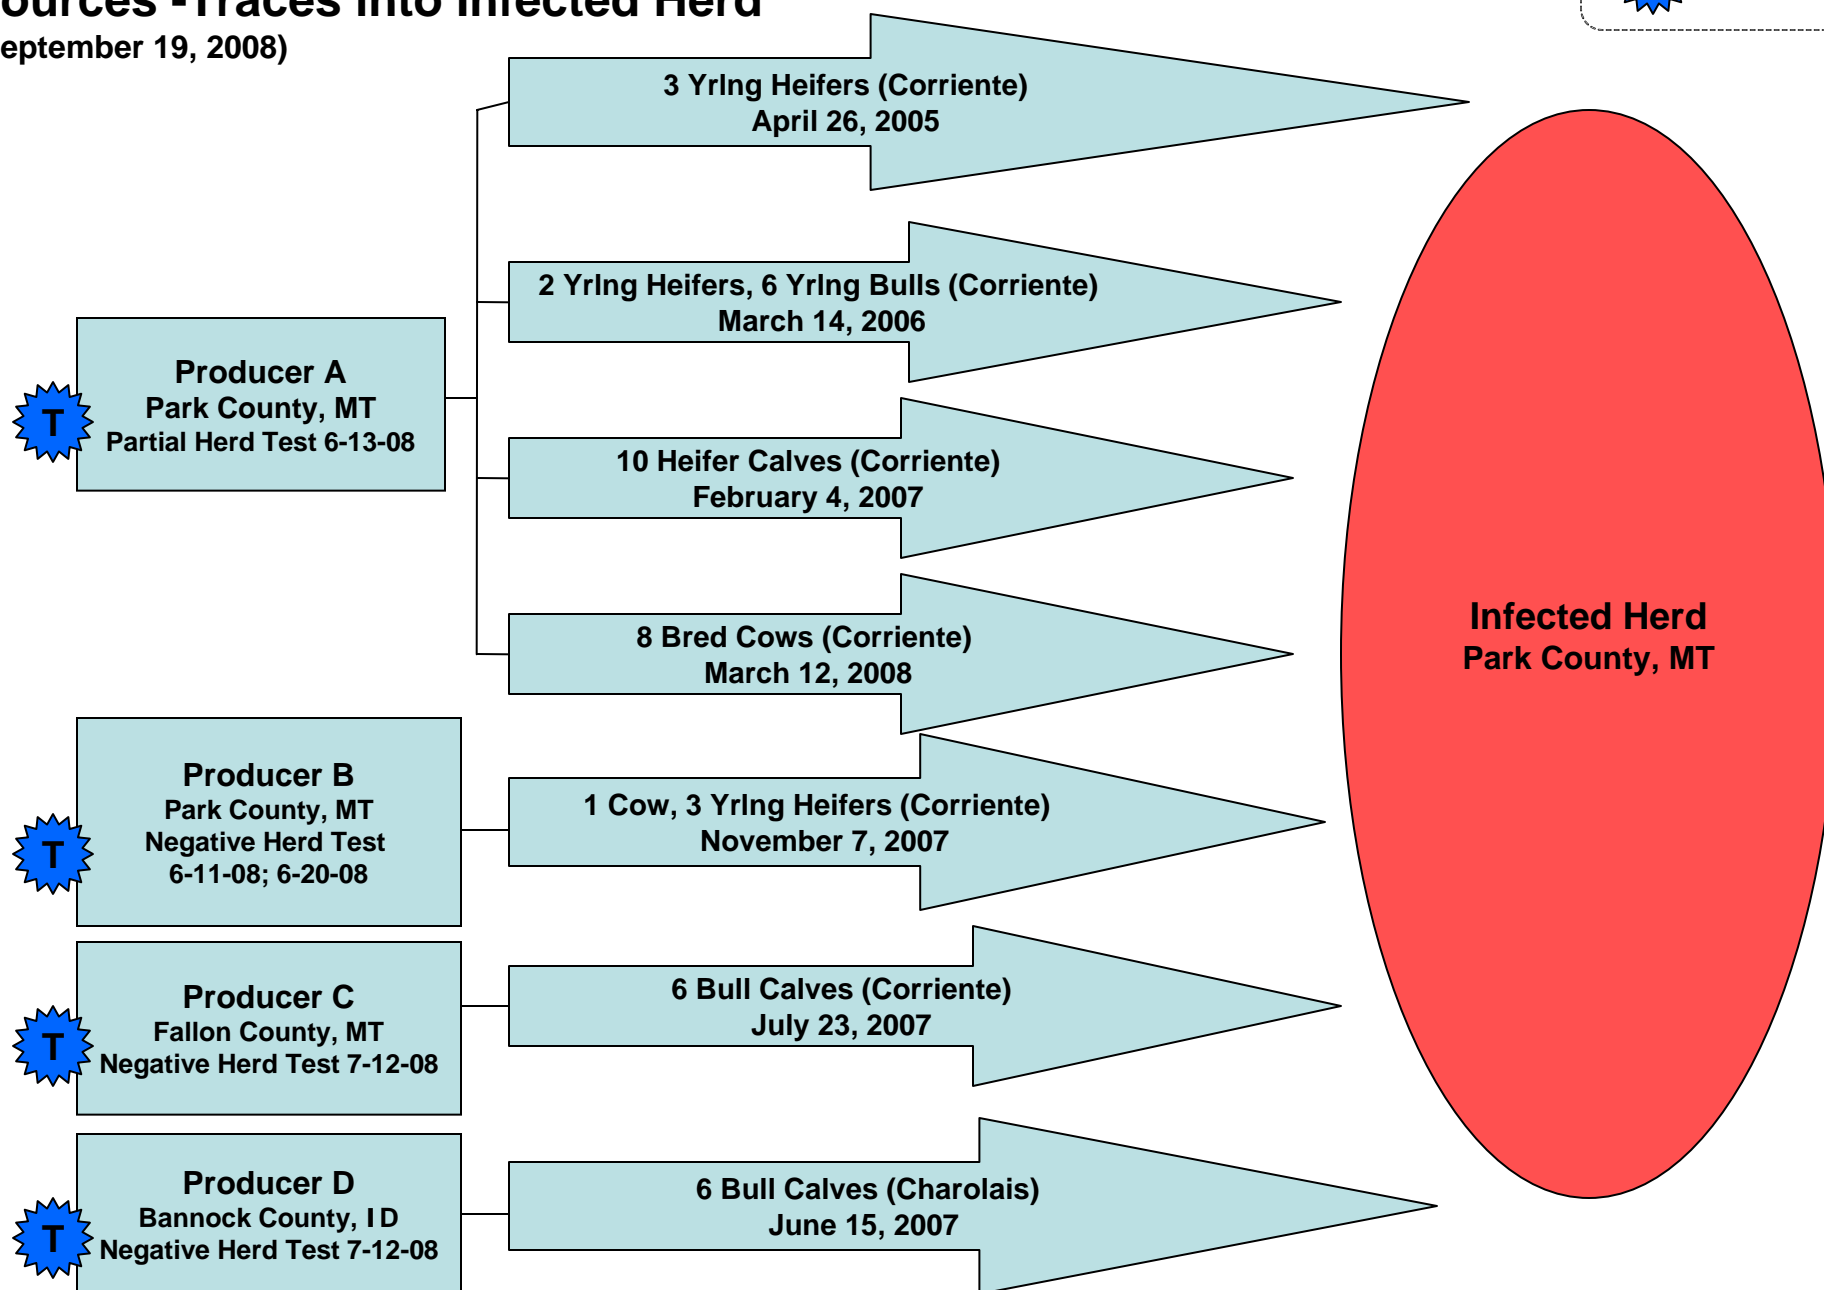 ources -Traces into Infected Herd
eptember 19, 2008)
3 Yrlng Heifers (Corriente)
April 26, 2005
2 Yrlng Heifers, 6 Yrlng Bulls (Corriente)
March 14, 2006
Producer A
Park County, MT
Partial Herd Test 6-13-08
T
10 Heifer Calves (Corriente)
February 4, 2007
8 Bred Cows (Corriente)
March 12, 2008
Infected Herd
Park County, MT
Producer B
Park County, MT
Negative Herd Test
6-11-08; 6-20-08
T
1 Cow, 3 Yrlng Heifers (Corriente)
November 7, 2007
Producer C
Fallon County, MT
Negative Herd Test 7-12-08
T
6 Bull Calves (Corriente)
July 23, 2007
Producer D
Bannock County, ID
Negative Herd Test 7-12-08
T
6 Bull Calves (Charolais)
June 15, 2007